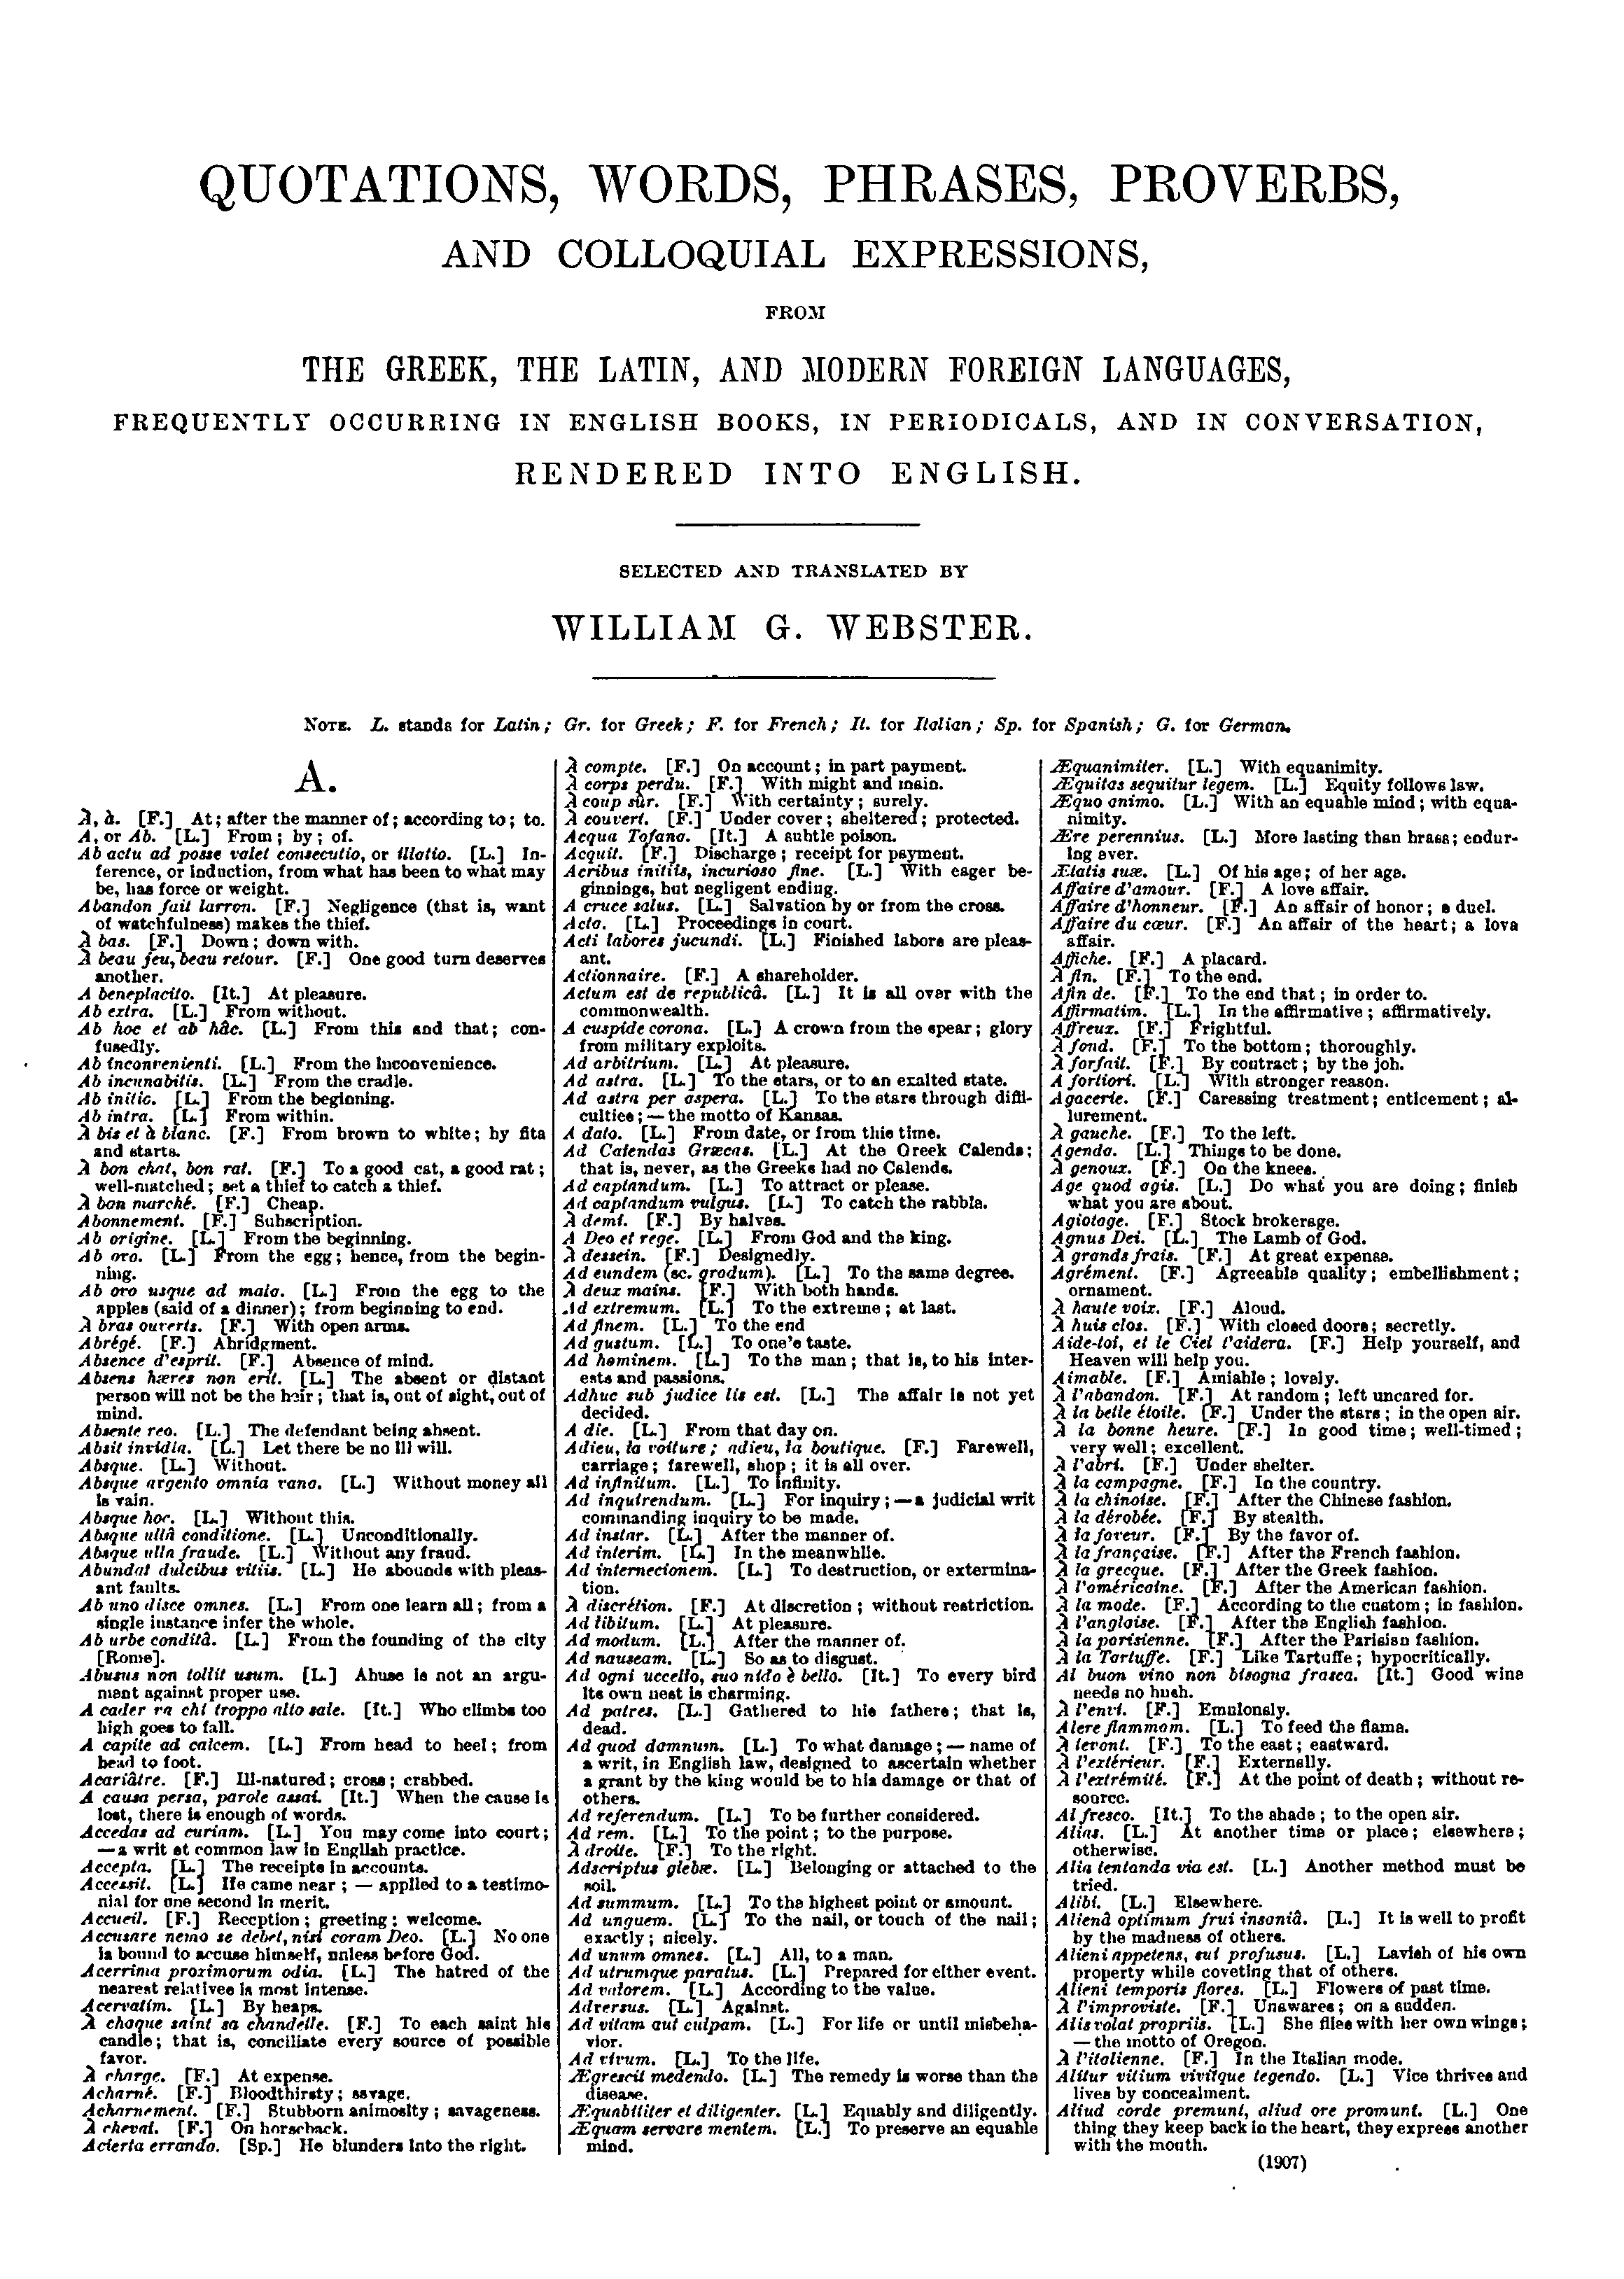 QUOTATIONS, WORDS, PHRASES, PROVERBS,
AND COLLOQUIAL EXPRESSIONS,
FROM
THE GREEK, THE LATIN, AND MODERN FOREIGN LANGUAGES,
FREQUENTLY OCCURRING IN ENGLISH BOOKS, IN PERIODICALS, AND IN CONVERSATION,
RENDERED INTO ENGLISH.
SELECTED AND TRANSLATED BY
WILLIAM G. WEBSTER.
NOTE. L. stands for Latin; Gr. for Greek; F. for French; It. for Italian; Sp. for Spanish; G. for German.
A.
À, à. [F.] At; after the manner of; according to; to.
A, or Ab. [L.] From; by; of.
Ab actu ad posse valet consecutio, or illatio. [L.] In-
ference, or induction, from what has been to what may
be, has force or weight.
Abandon fait larron. [F.] Negligence (that is, want
of watchfulness) makes the thief.
À bas. [F.] Down; down with.
À beau jeu, beau retour. [F.] One good turn deserves
another.
A beneplacito. [It.] At pleasure.
Ab extra. [L.] From without.
Ab hoc et ab hâc. [L.] From this and that; con-
fusedly.
Ab inconvenienti. [L.] From the inconvenience.
Ab incunabilis. [L.] From the cradle.
Ab initio. [L.] From the beginning.
Ab intra. [L.] From within.
À bis et à blanc. [F.] From brown to white; by fits
and starts.
À bon chat, bon rat. [F.] To a good cat, a good rat;
well-matched; set a thief to catch a thief.
À bon marché. [F.] Cheap.
Abonnement. [F.] Subscription.
Ab origine. [L.] From the beginning.
Ab ovo. [L.] From the egg; hence, from the begin-
ning.
Ab ovo usque ad mala. [L.] From the egg to the
apples (said of a dinner); from beginning to end.
À bras ouverts. [F.] With open arms.
Abrégé. [F.] Abridgment.
Absence d'esprit. [F.] Absence of mind.
Absens hæres non erit. [L.] The absent or distant
person will not be the heir; that is, out of sight, out of
mind.
Absente reo. [L.] The defendant being absent.
Absit invidia. [L.] Let there be no ill will.
Absque. [L.] Without.
Absque argento omnia vana. [L.] Without money all
is vain.
Absque hoc. [L.] Without this.
Absque ullâ conditione. [L.] Unconditionally.
Absque ulla fraude. [L.] Without any fraud.
Abundat dulcibus vitiis. [L.] He abounds with pleas-
ant faults.
Ab uno disce omnes. [L.] From one learn all; from a
single instance infer the whole.
Ab urbe conditâ. [L.] From the founding of the city
[Rome].
Abusus non tollit usum. [L.] Abuse is not an argu-
ment against proper use.
A cader va chi troppo alto sale. [It.] Who climbs too
high goes to fall.
A capite ad calcem. [L.] From head to heel; from
head to foot.
Acariâtre. [F.] Ill-natured; cross; crabbed.
A causa persa, parole assai. [It.] When the cause is
lost, there is enough of words.
Accedas ad curiam. [L.] You may come into court;
—a writ at common law in English practice.
Accepta. [L.] The receipts in accounts.
Accessit. [L.] He came near; — applied to a testimo-
nial for one second in merit.
Accueil. [F.] Reception; greeting; welcome.
Accusare nemo se debet, nisi coram Deo. [L.] No one
is bound to accuse himself, unless before God.
Acerrima proximorum odia. [L.] The hatred of the
nearest relatives is most intense.
Acervatim. [L.] By heaps.
À chaque saint sa chandelle. [F.] To each saint his
candle; that is, conciliate every source of possible
favor.
À charge. [F.] At expense.
Acharné. [F.] Bloodthirsty; savage.
Acharnement. [F.] Stubborn animosity; savageness.
À cheval. [F.] On horseback.
Acierta errando. [Sp.] He blunders into the right.
À compte. [F.] On account; in part payment.
À corps perdu. [F.] With might and main.
À coup sûr. [F.] With certainty; surely.
À couvert. [F.] Under cover; sheltered; protected.
Acqua Tofana. [It.] A subtle poison.
Acquit. [F.] Discharge; receipt for payment.
Acribus initiis, incurioso fine. [L.] With eager be-
ginnings, but negligent ending.
A cruce salus. [L.] Salvation by or from the cross.
Acta. [L.] Proceedings in court.
Acti labores jucundi. [L.] Finished labors are pleas-
ant.
Actionnaire. [F.] A shareholder.
Actum est de republicâ. [L.] It is all over with the
commonwealth.
A cuspide corona. [L.] A crown from the spear; glory
from military exploits.
Ad arbitrium. [L.] At pleasure.
Ad astra. [L.] To the stars, or to an exalted state.
Ad astra per aspera. [L.] To the stars through diffi-
culties; — the motto of Kansas.
A dato. [L.] From date, or from this time.
Ad Calendas Græcas. [L.] At the Greek Calends;
that is, never, as the Greeks had no Calends.
Ad captandum. [L.] To attract or please.
Ad captandum vulgus. [L.] To catch the rabble.
À demi. [F.] By halves.
A Deo et rege. [L.] From God and the king.
À dessein. [F.] Designedly.
Ad eundem (sc. gradum). [L.] To the same degree.
À deux mains. [F.] With both hands.
Ad extremum. [L.] To the extreme; at last.
Ad finem. [L.] To the end
Ad gustum. [L.] To one's taste.
Ad hominem. [L.] To the man; that is, to his inter-
ests and passions.
Adhuc sub judice lis est. [L.] The affair is not yet
decided.
A die. [L.] From that day on.
Adieu, la voiture; adieu, la boutique. [F.] Farewell,
carriage; farewell, shop; it is all over.
Ad infinitum. [L.] To infinity.
Ad inquirendum. [L.] For inquiry; —a judicial writ
commanding inquiry to be made.
Ad instar. [L.] After the manner of.
Ad interim. [L.] In the meanwhile.
Ad internecionem. [L.] To destruction, or extermina-
tion.
À discrétion. [F.] At discretion; without restriction.
Ad libitum. [L.] At pleasure.
Ad modum. [L.] After the manner of.
Ad nauseam. [L.] So as to disgust.
Ad ogni uccello, suo nido è bello. [It.] To every bird
its own nest is charming.
Ad patres. [L.] Gathered to his fathers; that is,
dead.
Ad quod damnum. [L.] To what damage; — name of
a writ, in English law, designed to ascertain whether
a grant by the king would be to his damage or that of
others.
Ad referendum. [L.] To be further considered.
Ad rem. [L.] To the point; to the purpose.
À droite. [F.] To the right.
Adscriptus glebæ. [L.] Belonging or attached to the
soil.
Ad summum. [L.] To the highest point or amount.
Ad unguem. [L.] To the nail, or touch of the nail;
exactly; nicely.
Ad unum omnes. [L.] All, to a man.
Ad utrumque paratus. [L.] Prepared for either event.
Ad valorem. [L.] According to the value.
Adversus. [L.] Against.
Ad vitam aut culpam. [L.] For life or until misbeha-
vior.
Ad vivum. [L.] To the life.
Ægrescit medendo. [L.] The remedy is worse than the
disease.
Æquabiliter et diligenter. [L.] Equably and diligently.
Æquam servare mentem. [L.] To preserve an equable
mind.
Æquanimiter. [L.] With equanimity.
Æquitas sequitur legem. [L.] Equity follows law.
Æquo animo. [L.] With an equable mind; with equa-
nimity.
Ære perennius. [L.] More lasting than brass; endur-
ing ever.
Ætatis suæ. [L.] Of his age; of her age.
Affaire d'amour. [F.] A love affair.
Affaire d'honneur. [F.] An affair of honor; a duel.
Affaire du cœur. [F.] An affair of the heart; a love
affair.
Affiche. [F.] A placard.
À fin. [F.] To the end.
Afin de. [F.] To the end that; in order to.
Affirmatim. [L.] In the affirmative; affirmatively.
Affreux. [F.] Frightful.
À fond. [F.] To the bottom; thoroughly.
À forfait. [F.] By contract; by the job.
A fortiori. [L.] With stronger reason.
Agacerie. [F.] Caressing treatment; enticement; al-
lurement.
À gauche. [F.] To the left.
Agenda. [L.] Things to be done.
À genoux. [F.] On the knees.
Age quod agis. [L.] Do what you are doing; finish
what you are about.
Agiotage. [F.] Stock brokerage.
Agnus Dei. [L.] The Lamb of God.
À grands frais. [F.] At great expense.
Agrément. [F.] Agreeable quality; embellishment;
ornament.
À haute voix. [F.] Aloud.
À huis clos. [F.] With closed doors; secretly.
Aide-toi, et le Ciel t'aidera. [F.] Help yourself, and
Heaven will help you.
Aimable. [F.] Amiable; lovely.
À l'abandon. [F.] At random; left uncared for.
À la belle étoile. [F.] Under the stars; in the open air.
À la bonne heure. [F.] In good time; well-timed;
very well; excellent.
À l'abri. [F.] Under shelter.
À la campagne. [F.] In the country.
À la chinoise. [F.] After the Chinese fashion.
À la dérobée. [F.] By stealth.
À la faveur. [F.] By the favor of.
À la française. [F.] After the French fashion.
À la grecque. [F.] After the Greek fashion.
À l'américaine. [F.] After the American fashion.
À la mode. [F.] According to the custom; in fashion.
À l'anglaise. [F.] After the English fashion.
À la parisienne. [F.] After the Parisian fashion.
À la Tartuffe. [F.] Like Tartuffe; hypocritically.
Al buon vino non bisogna frasca. [It.] Good wine
needs no bush.
À l'envi. [F.] Emulously.
Alere flammam. [L.] To feed the flame.
À levant. [F.] To the east; eastward.
À l'extérieur. [F.] Externally.
À l'extrémité. [F.] At the point of death; without re-
source.
Al fresco. [It.] To the shade; to the open air.
Alias. [L.] At another time or place; elsewhere;
otherwise.
Alia tentanda via est. [L.] Another method must be
tried.
Alibi. [L.] Elsewhere.
Alienâ optimum frui insaniâ. [L.] It is well to profit
by the madness of others.
Alieni appetens, sui profusus. [L.] Lavish of his own
property while coveting that of others.
Alieni temporis flores. [L.] Flowers of past time.
À l'improviste. [F.] Unawares; on a sudden.
Alis volat propriis. [L.] She flies with her own wings;
— the motto of Oregon.
À l'italienne. [F.] In the Italian mode.
Alitur vitium vivitque tegendo. [L.] Vice thrives and
lives by concealment.
Aliud corde premunt, aliud ore promunt. [L.] One
thing they keep back in the heart, they express another
with the mouth.
(1907)